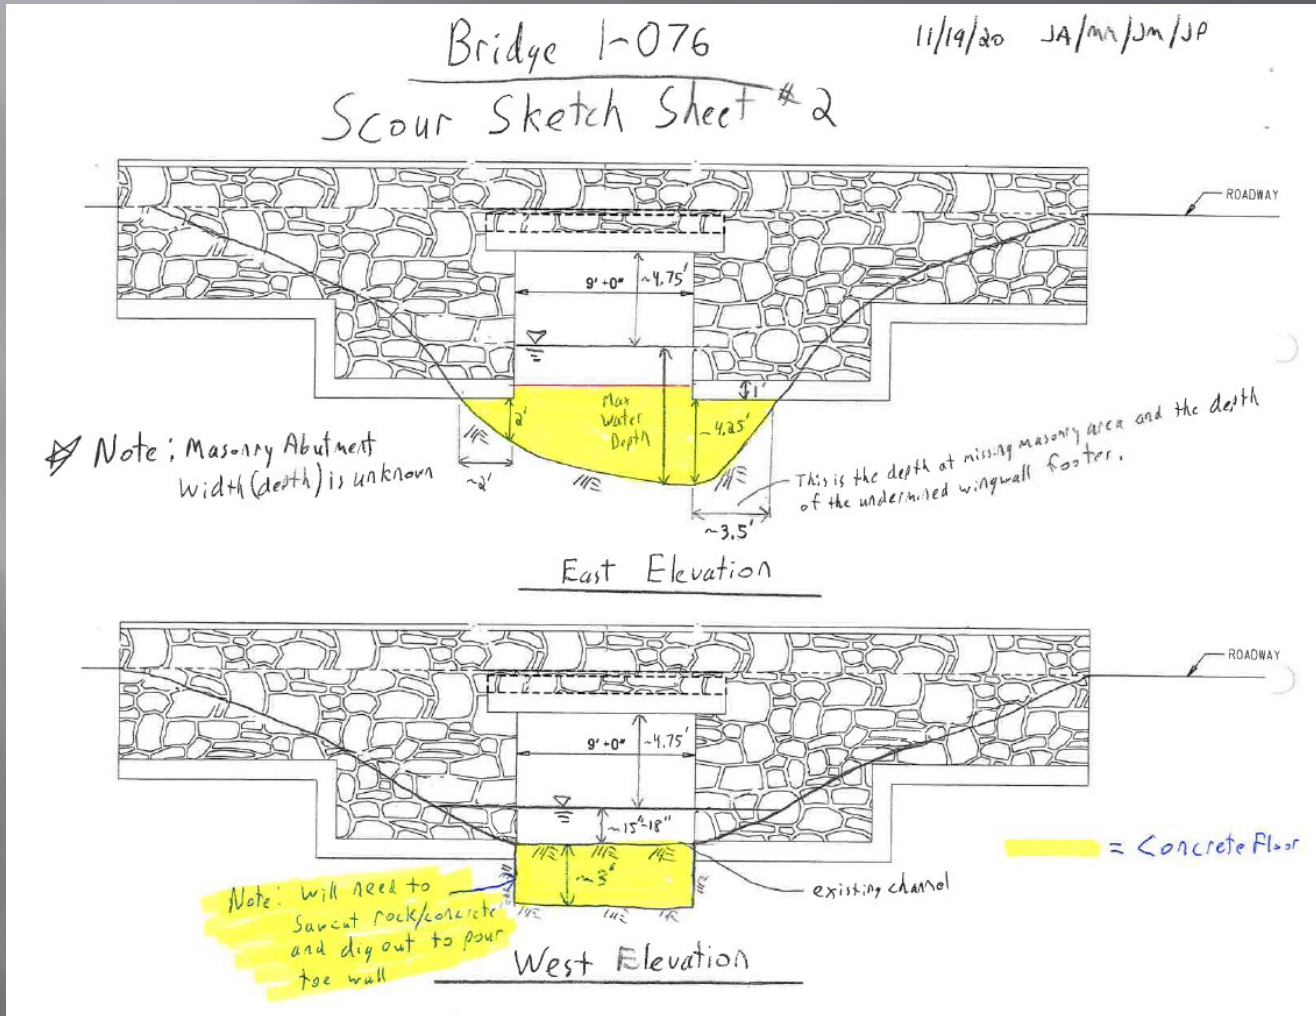 Bridge 1-076
11/19/20 JA/MM/JM/JP
Scour Sketch Sheet #2
ROADWAY
~4.75'
9'+0"
1'
Max
Water
Depth
2'
~4.25'
Note: Masonry Abutment
Width (depth) is unknown
~2'
This is the depth at missing masonry area and the depth
of the undermined wingwall footer.
~3.5'
East Elevation
ROADWAY
9'+0"
~4.75'
~15"-18"
= Concrete Floor
~3'
existing channel
Note: will need to
Sawcut rock/concrete
and dig out to pour
toe wall
West Elevation